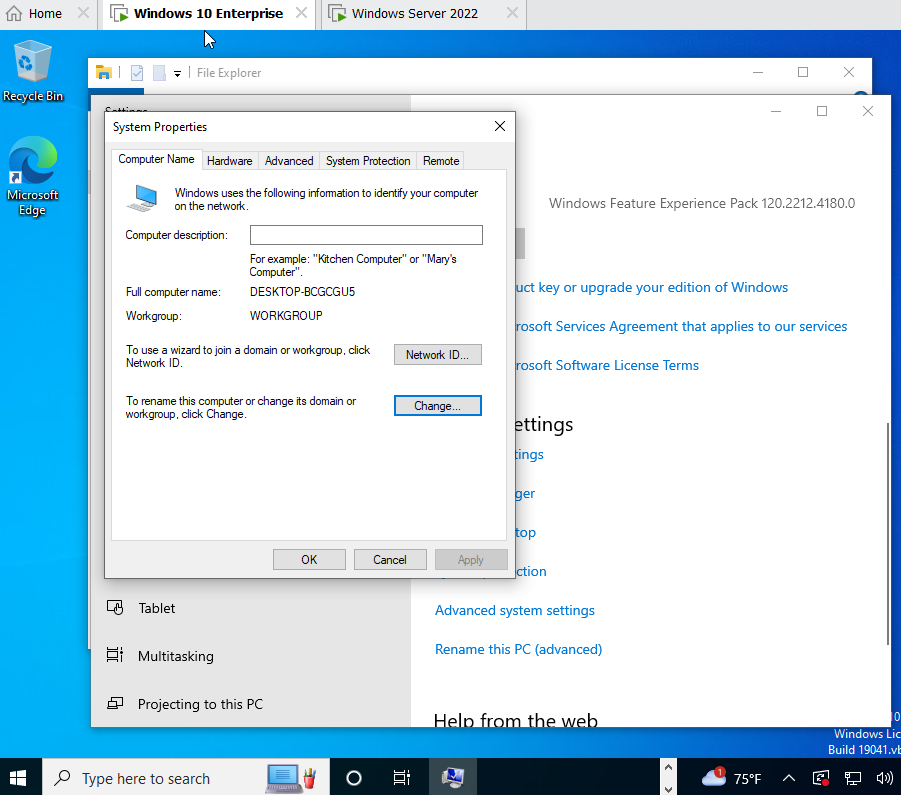 Home
Windows 10 Enterprise
Windows Server 2022
Recycle Bin
File Explorer
Settings
System Properties
Computer Name
Hardware
Advanced
System Protection
Remote
Windows uses the following information to identify your computer
on the network.
Computer description:
For example: "Kitchen Computer" or "Mary's
Computer".
Full computer name:
DESKTOP-BCGCGU5
Workgroup:
WORKGROUP
To use a wizard to join a domain or workgroup, click
Network ID.
Network ID...
To rename this computer or change its domain or
workgroup, click Change.
Change...
OK
Cancel
Apply
Microsoft
Edge
Windows Feature Experience Pack 120.2212.4180.0
uct key or upgrade your edition of Windows
rosoft Services Agreement that applies to our services
rosoft Software License Terms
ettings
tings
ger
top
ction
Advanced system settings
Rename this PC (advanced)
Help from the web
Tablet
Multitasking
Projecting to this PC
10
Windows Lic
Build 19041.vb
Type here to search
1
75°F